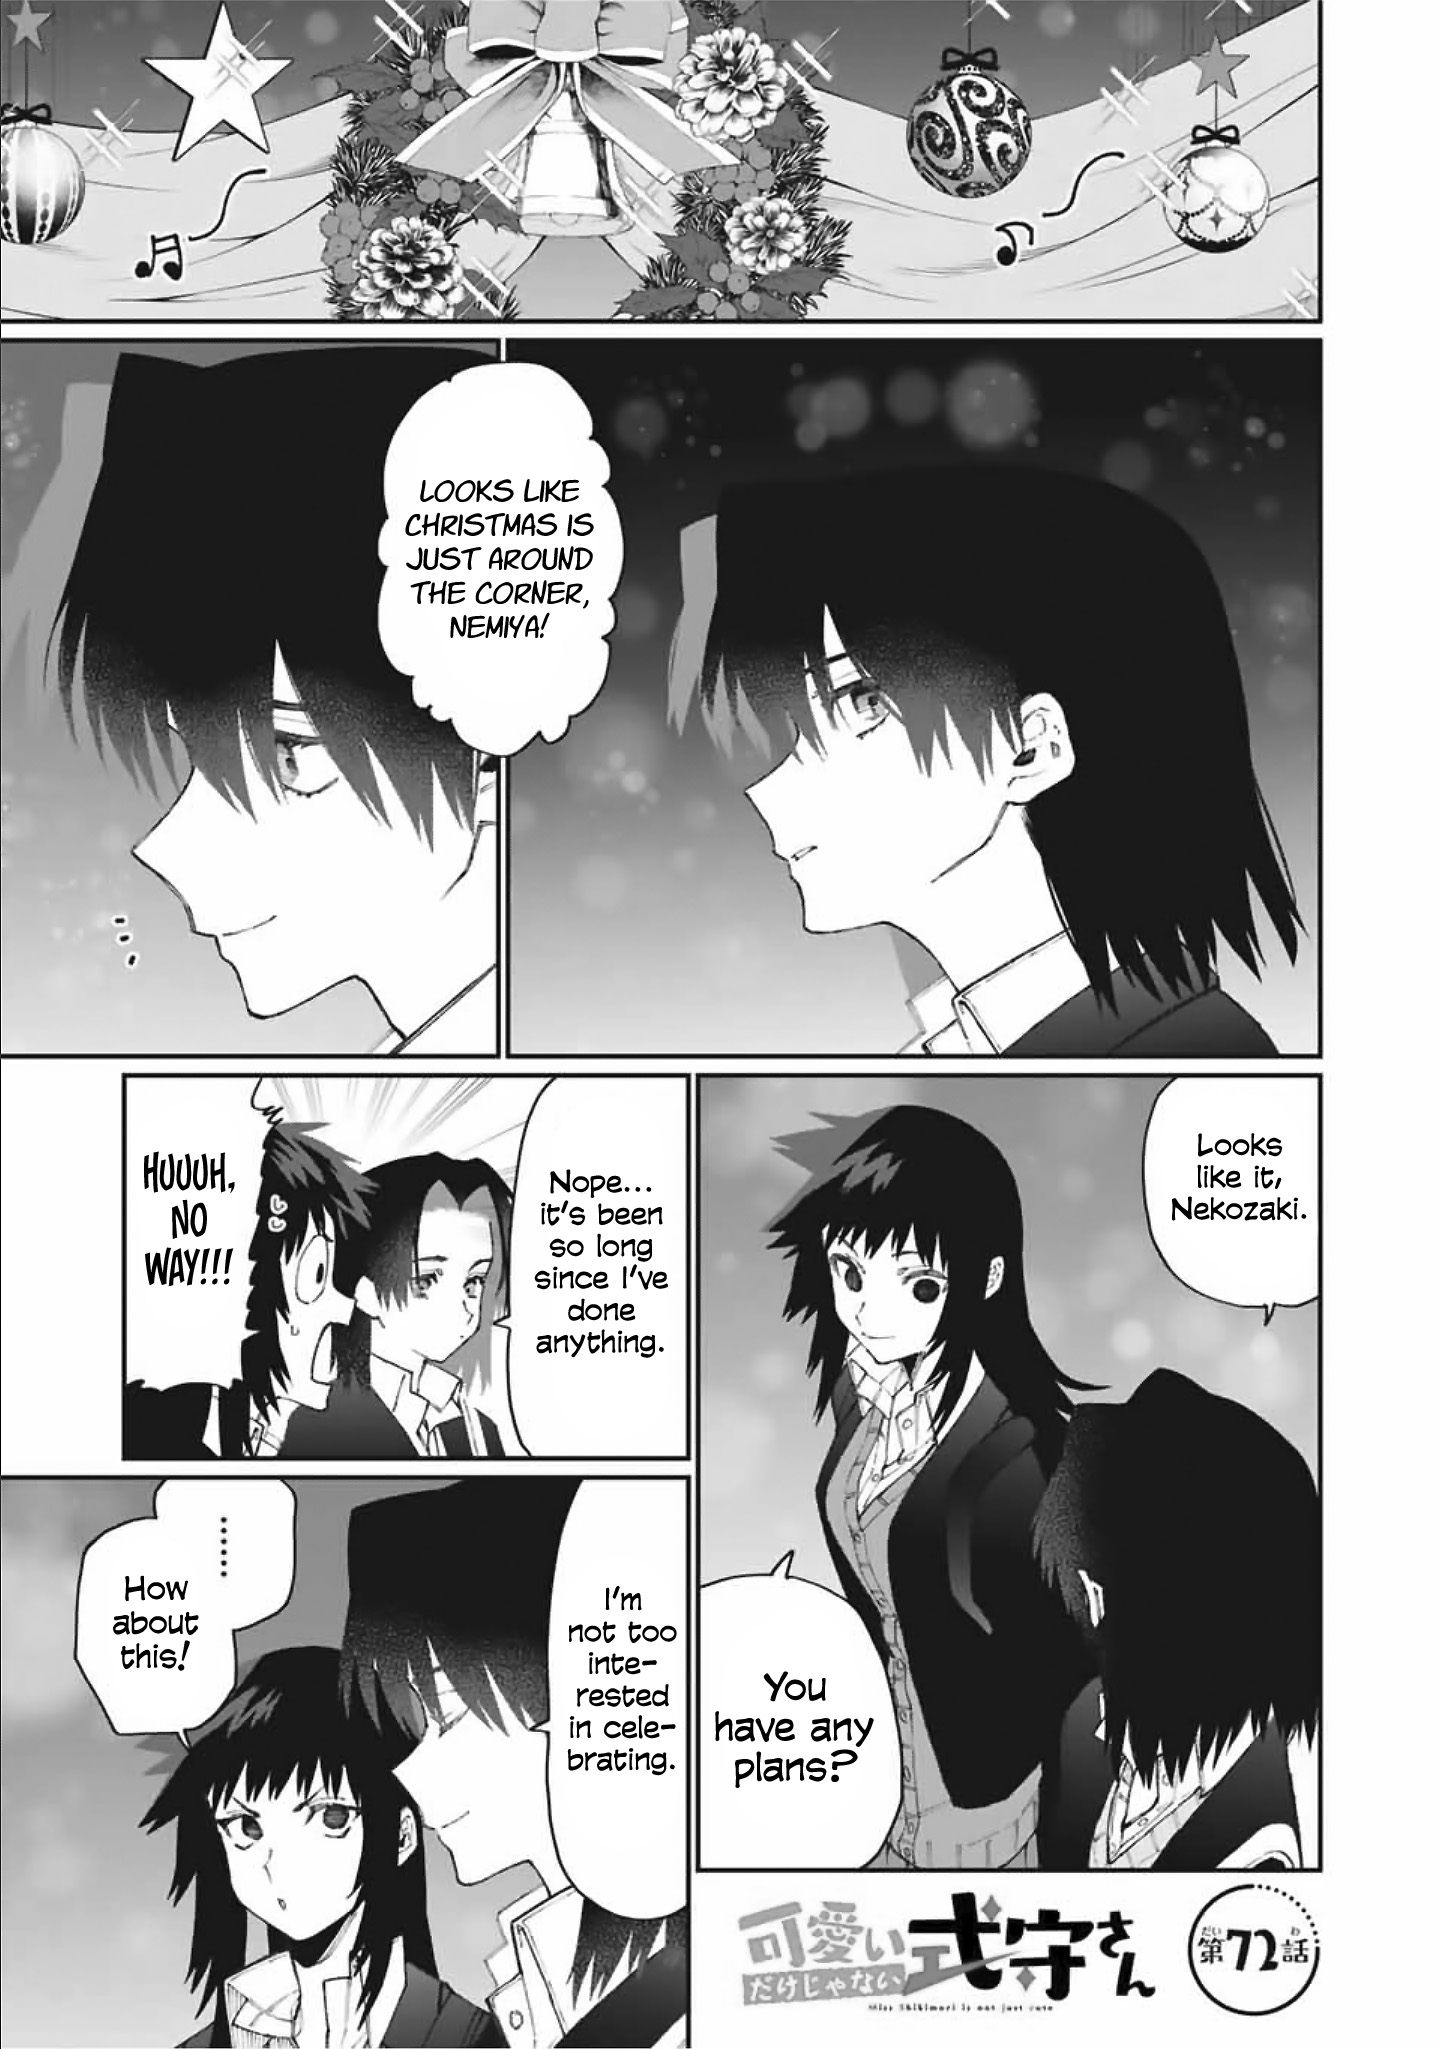 LOOKS LIKE
CHRISTMAS IS
JUST AROUND
THE CORNER,
NEMIYA!
Looks
like it,
Nekozaki.
You
have any
plans?
Nope...
it's been
so long
since I've
done
anything.
HUUUH,
NO
WAY!!!
I'm
not too
inte-
rested
in cele-
brating.
........
How
about
this!
可愛い
だけじゃない
式守さん
Miss Shikimori is not just cute
だい わ
第72話